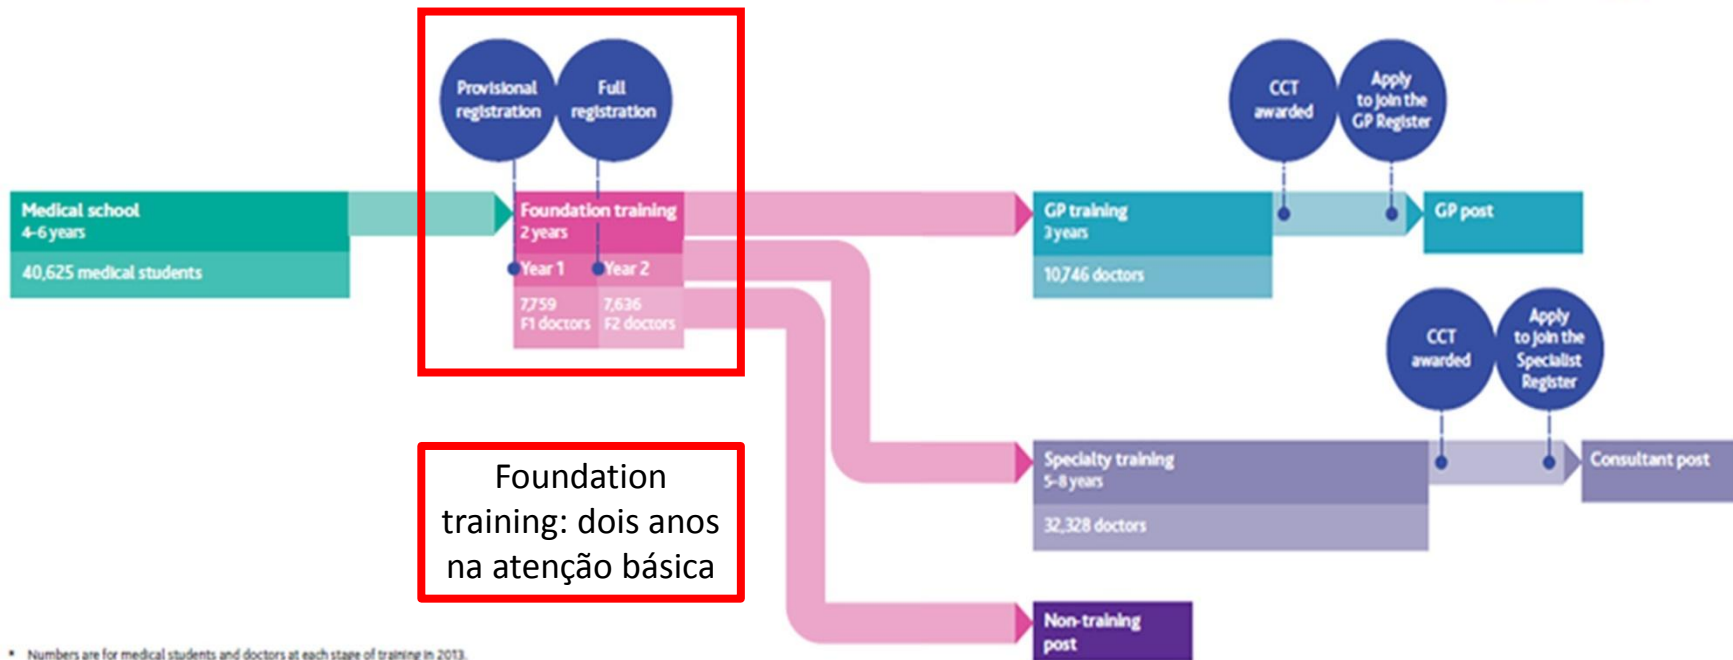 Provisional
registration
Full
registration
CCT
awarded
Apply
to join the
GP Register
Medical school
4–6 years
40,625 medical students
Foundation training
2 years
Year 1
Year 2
7,759
F1 doctors
7,636
F2 doctors
GP training
3 years
10,746 doctors
GP post
CCT
awarded
Apply
to join the
Specialist
Register
Specialty training
5–8 years
32,328 doctors
Consultant post
Foundation
training: dois anos
na atenção básica
Non-training
post
* Numbers are for medical students and doctors at each stage of training in 2013.